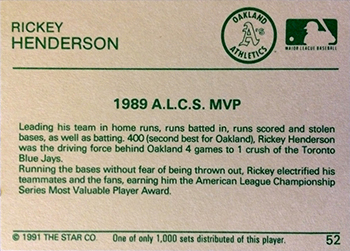 RICKEY
HENDERSON
OAKLAND
A's
ATHLETICS
MAJOR LEAGUE BASEBALL
1989 A.L.C.S. MVP
Leading his team in home runs, runs batted in, runs scored and stolen
bases, as well as batting. 400 (second best for Oakland), Rickey Henderson
was the driving force behind Oakland 4 games to 1 crush of the Toronto
Blue Jays.
Running the bases without fear of being thrown out, Rickey electrified his
teammates and the fans, earning him the American League Championship
Series Most Valuable Player Award.
© 1991 THE STAR CO. One of only 1,000 sets distributed of this player. 52